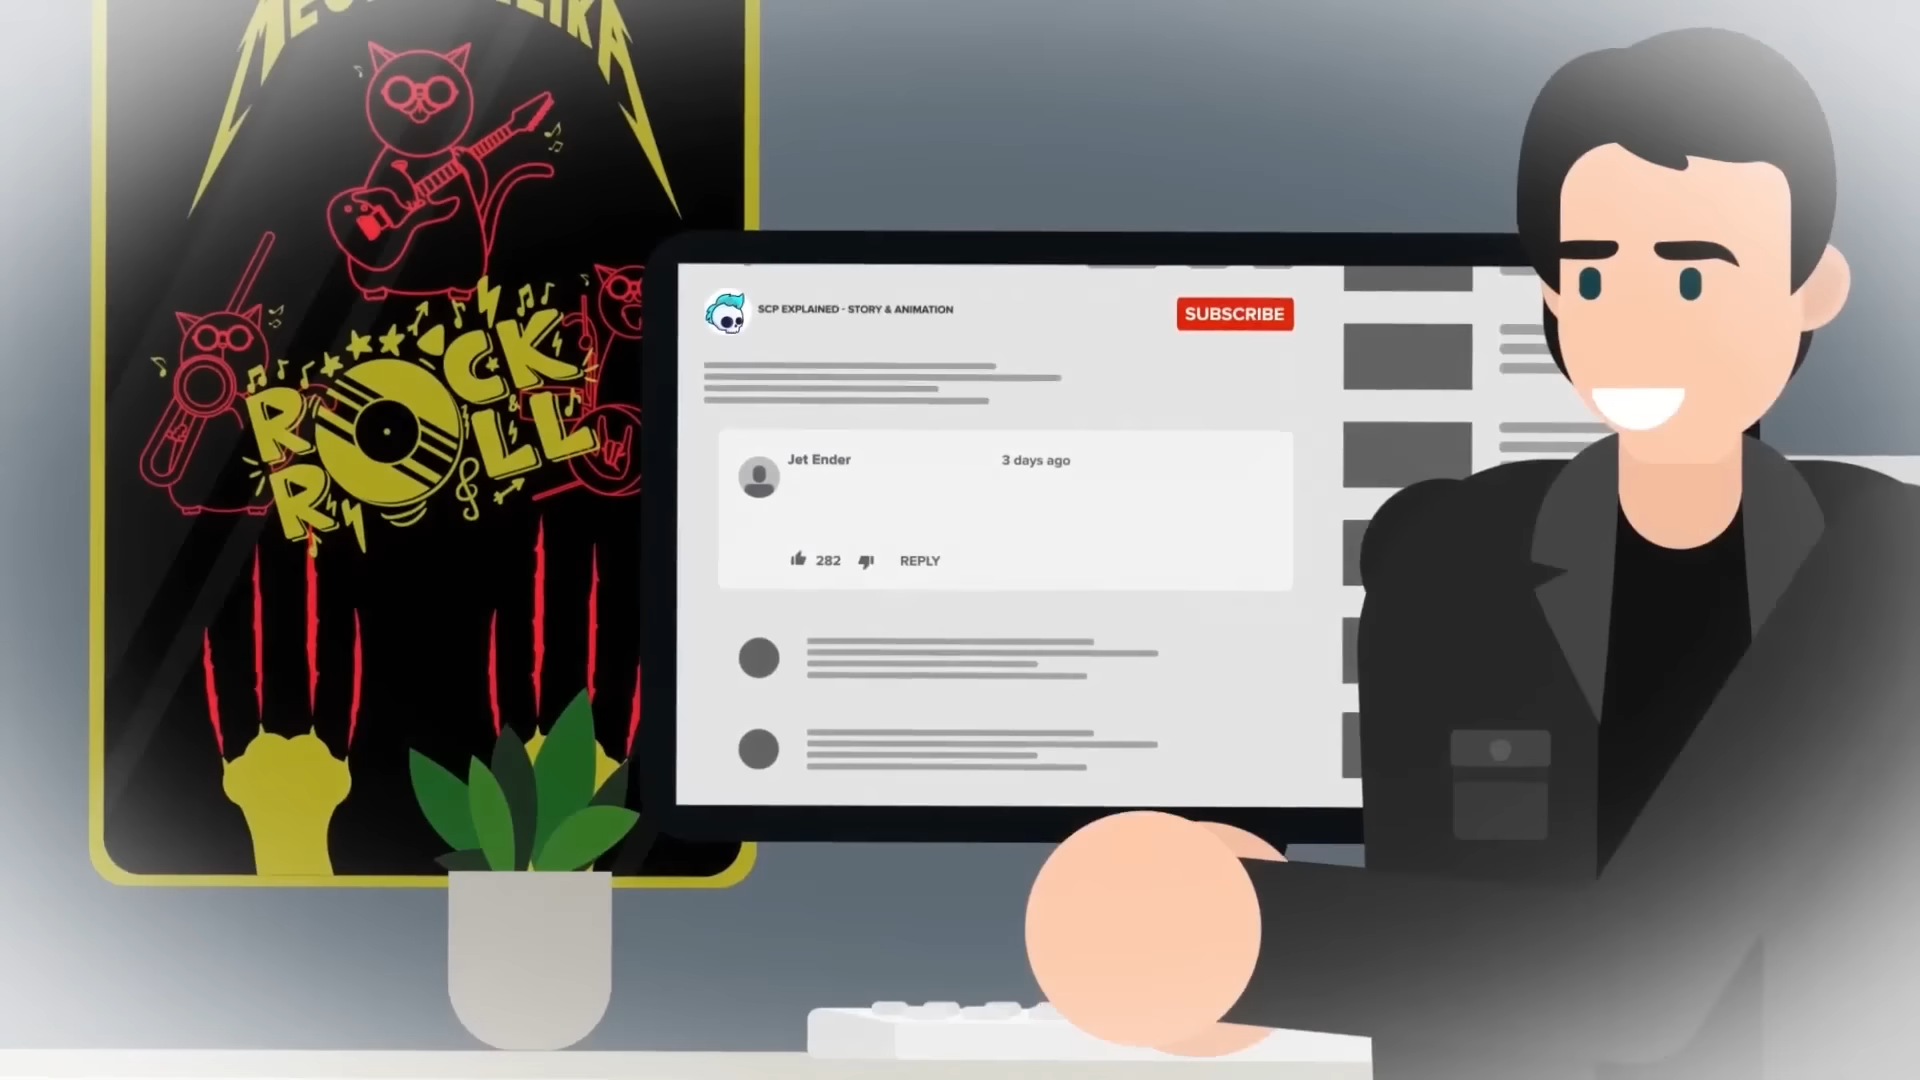 ROCK
&
ROLL
SCP EXPLAINED - STORY & ANIMATION
SUBSCRIBE
Jet Ender
3 days ago
282
REPLY